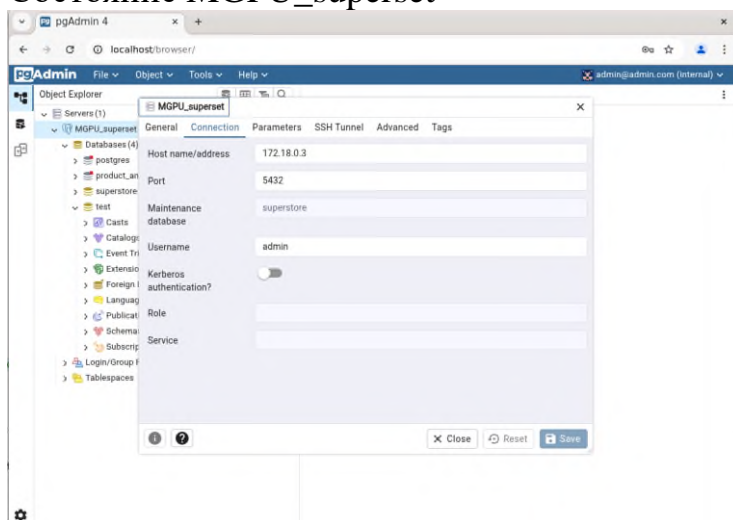 Состояние MGPU_superset
pgAdmin 4
localhost/browser/
pgAdmin File Object Tools Help admin@admin.com (internal)
Object Explorer
Servers (1)
MGPU_superset
Databases (4)
postgres
product_an
superstore
test
Casts
Catalogs
Event Tri
Extensio
Foreign
Languag
Publicat
Schema
Subscrip
Login/Group
Tablespaces
MGPU_superset
General Connection Parameters SSH Tunnel Advanced Tags
Host name/address 172.18.0.3
Port 5432
Maintenance database superstore
Username admin
Kerberos authentication?
Role
Service
Close Reset Save